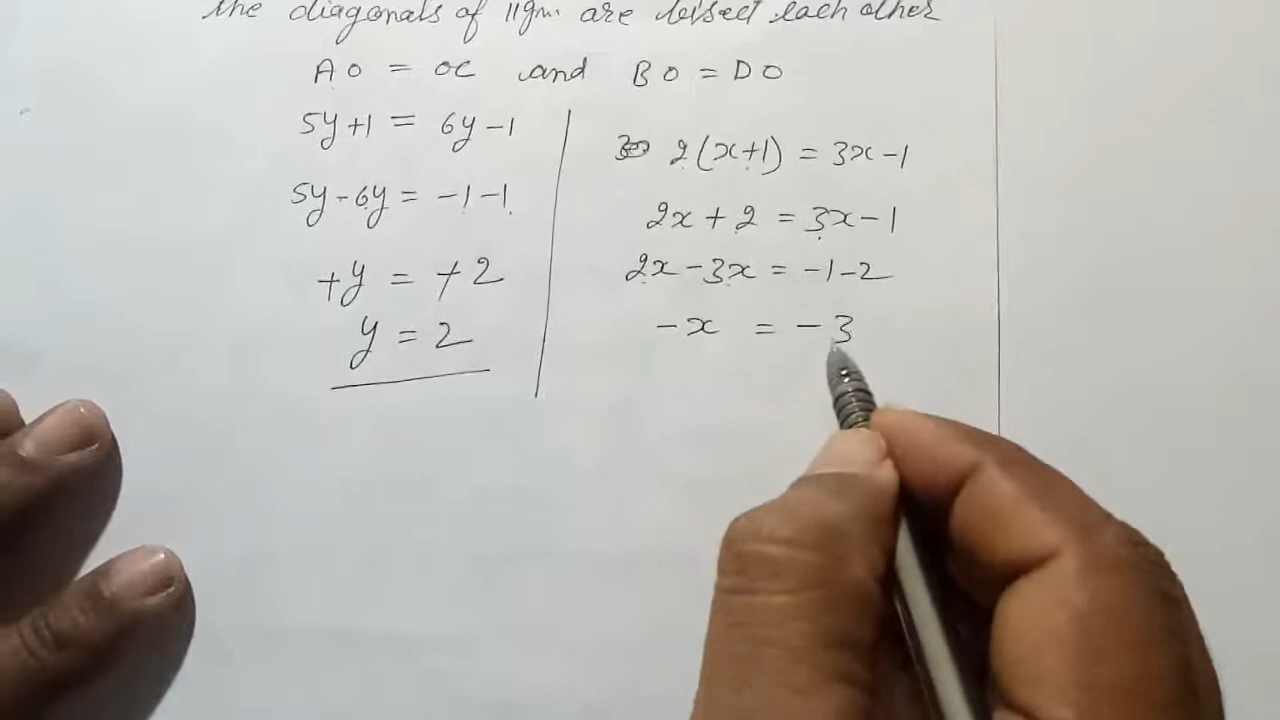 the diagonals of 11gm. are bisect each other
AO = OC and BO = DO
5y+1 = 6y-1
5y-6y = -1-1
+y = +2
y = 2
2(x+1) = 3x-1
2x+2 = 3x-1
2x-3x = -1-2
-x = -3